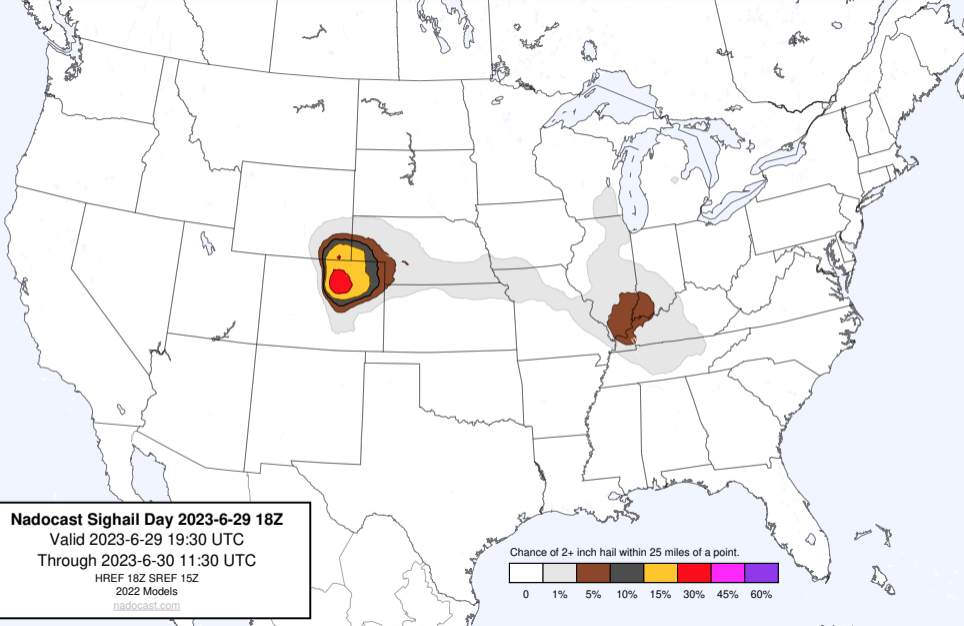 Nadocast Sighail Day 2023-6-29 18Z
Valid 2023-6-29 19:30 UTC
Through 2023-6-30 11:30 UTC
HREF 18Z SREF 15Z
2022 Models
nadocast.com
Chance of 2+ inch hail within 25 miles of a point.
0 1% 5% 10% 15% 30% 45% 60%